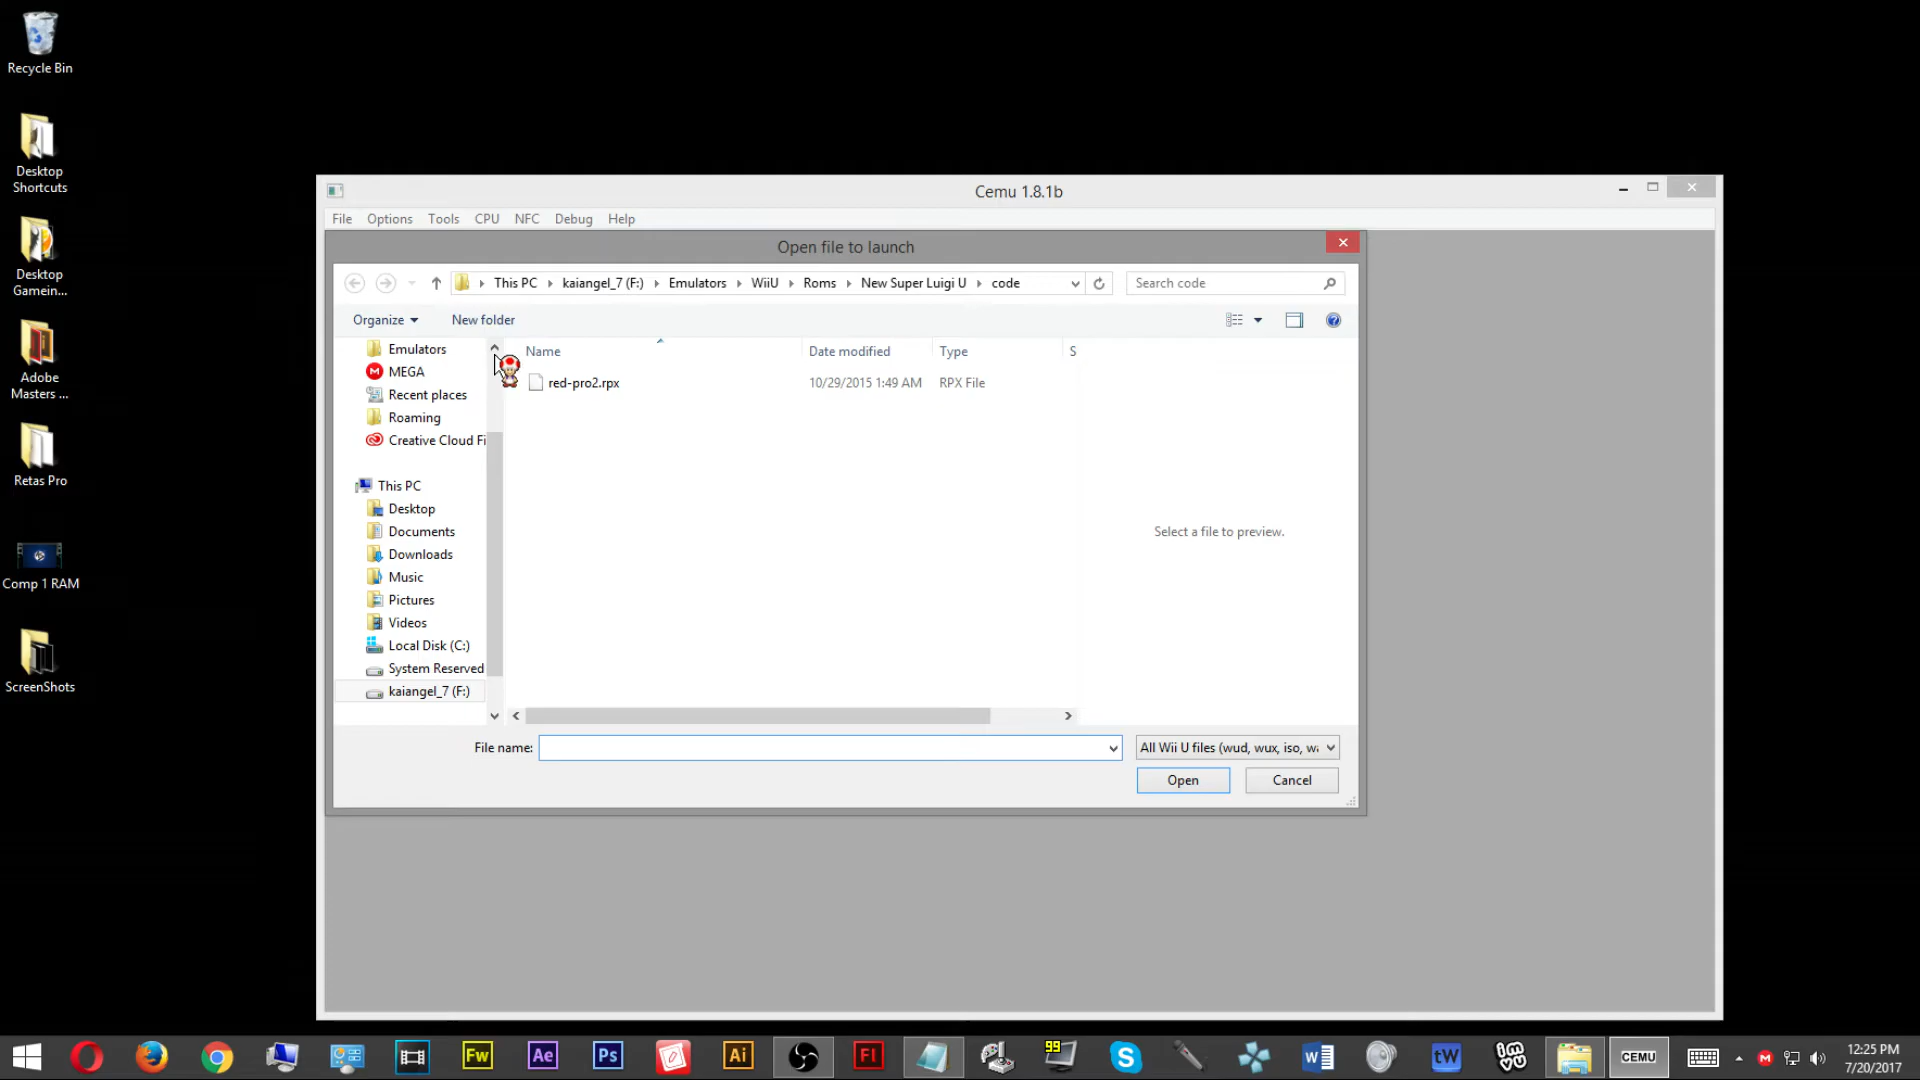 Recycle Bin
Desktop
Shortcuts
Desktop
Gamein...
Adobe
Masters ...
Retas Pro
Comp 1 RAM
ScreenShots
Cemu 1.8.1b
File Options Tools CPU NFC Debug Help
Open file to launch
This PC kaiangel_7 (F:) Emulators WiiU Roms New Super Luigi U code
Search code
Organize New folder
Emulators
MEGA
Recent places
Roaming
Creative Cloud Fi
This PC
Desktop
Documents
Downloads
Music
Pictures
Videos
Local Disk (C:)
System Reserved
kaiangel_7 (F:)
Name Date modified Type S
red-pro2.rpx 10/29/2015 1:49 AM RPX File
Select a file to preview.
File name:
All Wii U files (wud, wux, iso, wa
Open Cancel
Fw Ae Ps Ai Fl 99 S W tW CEMU
12:25 PM
7/20/2017